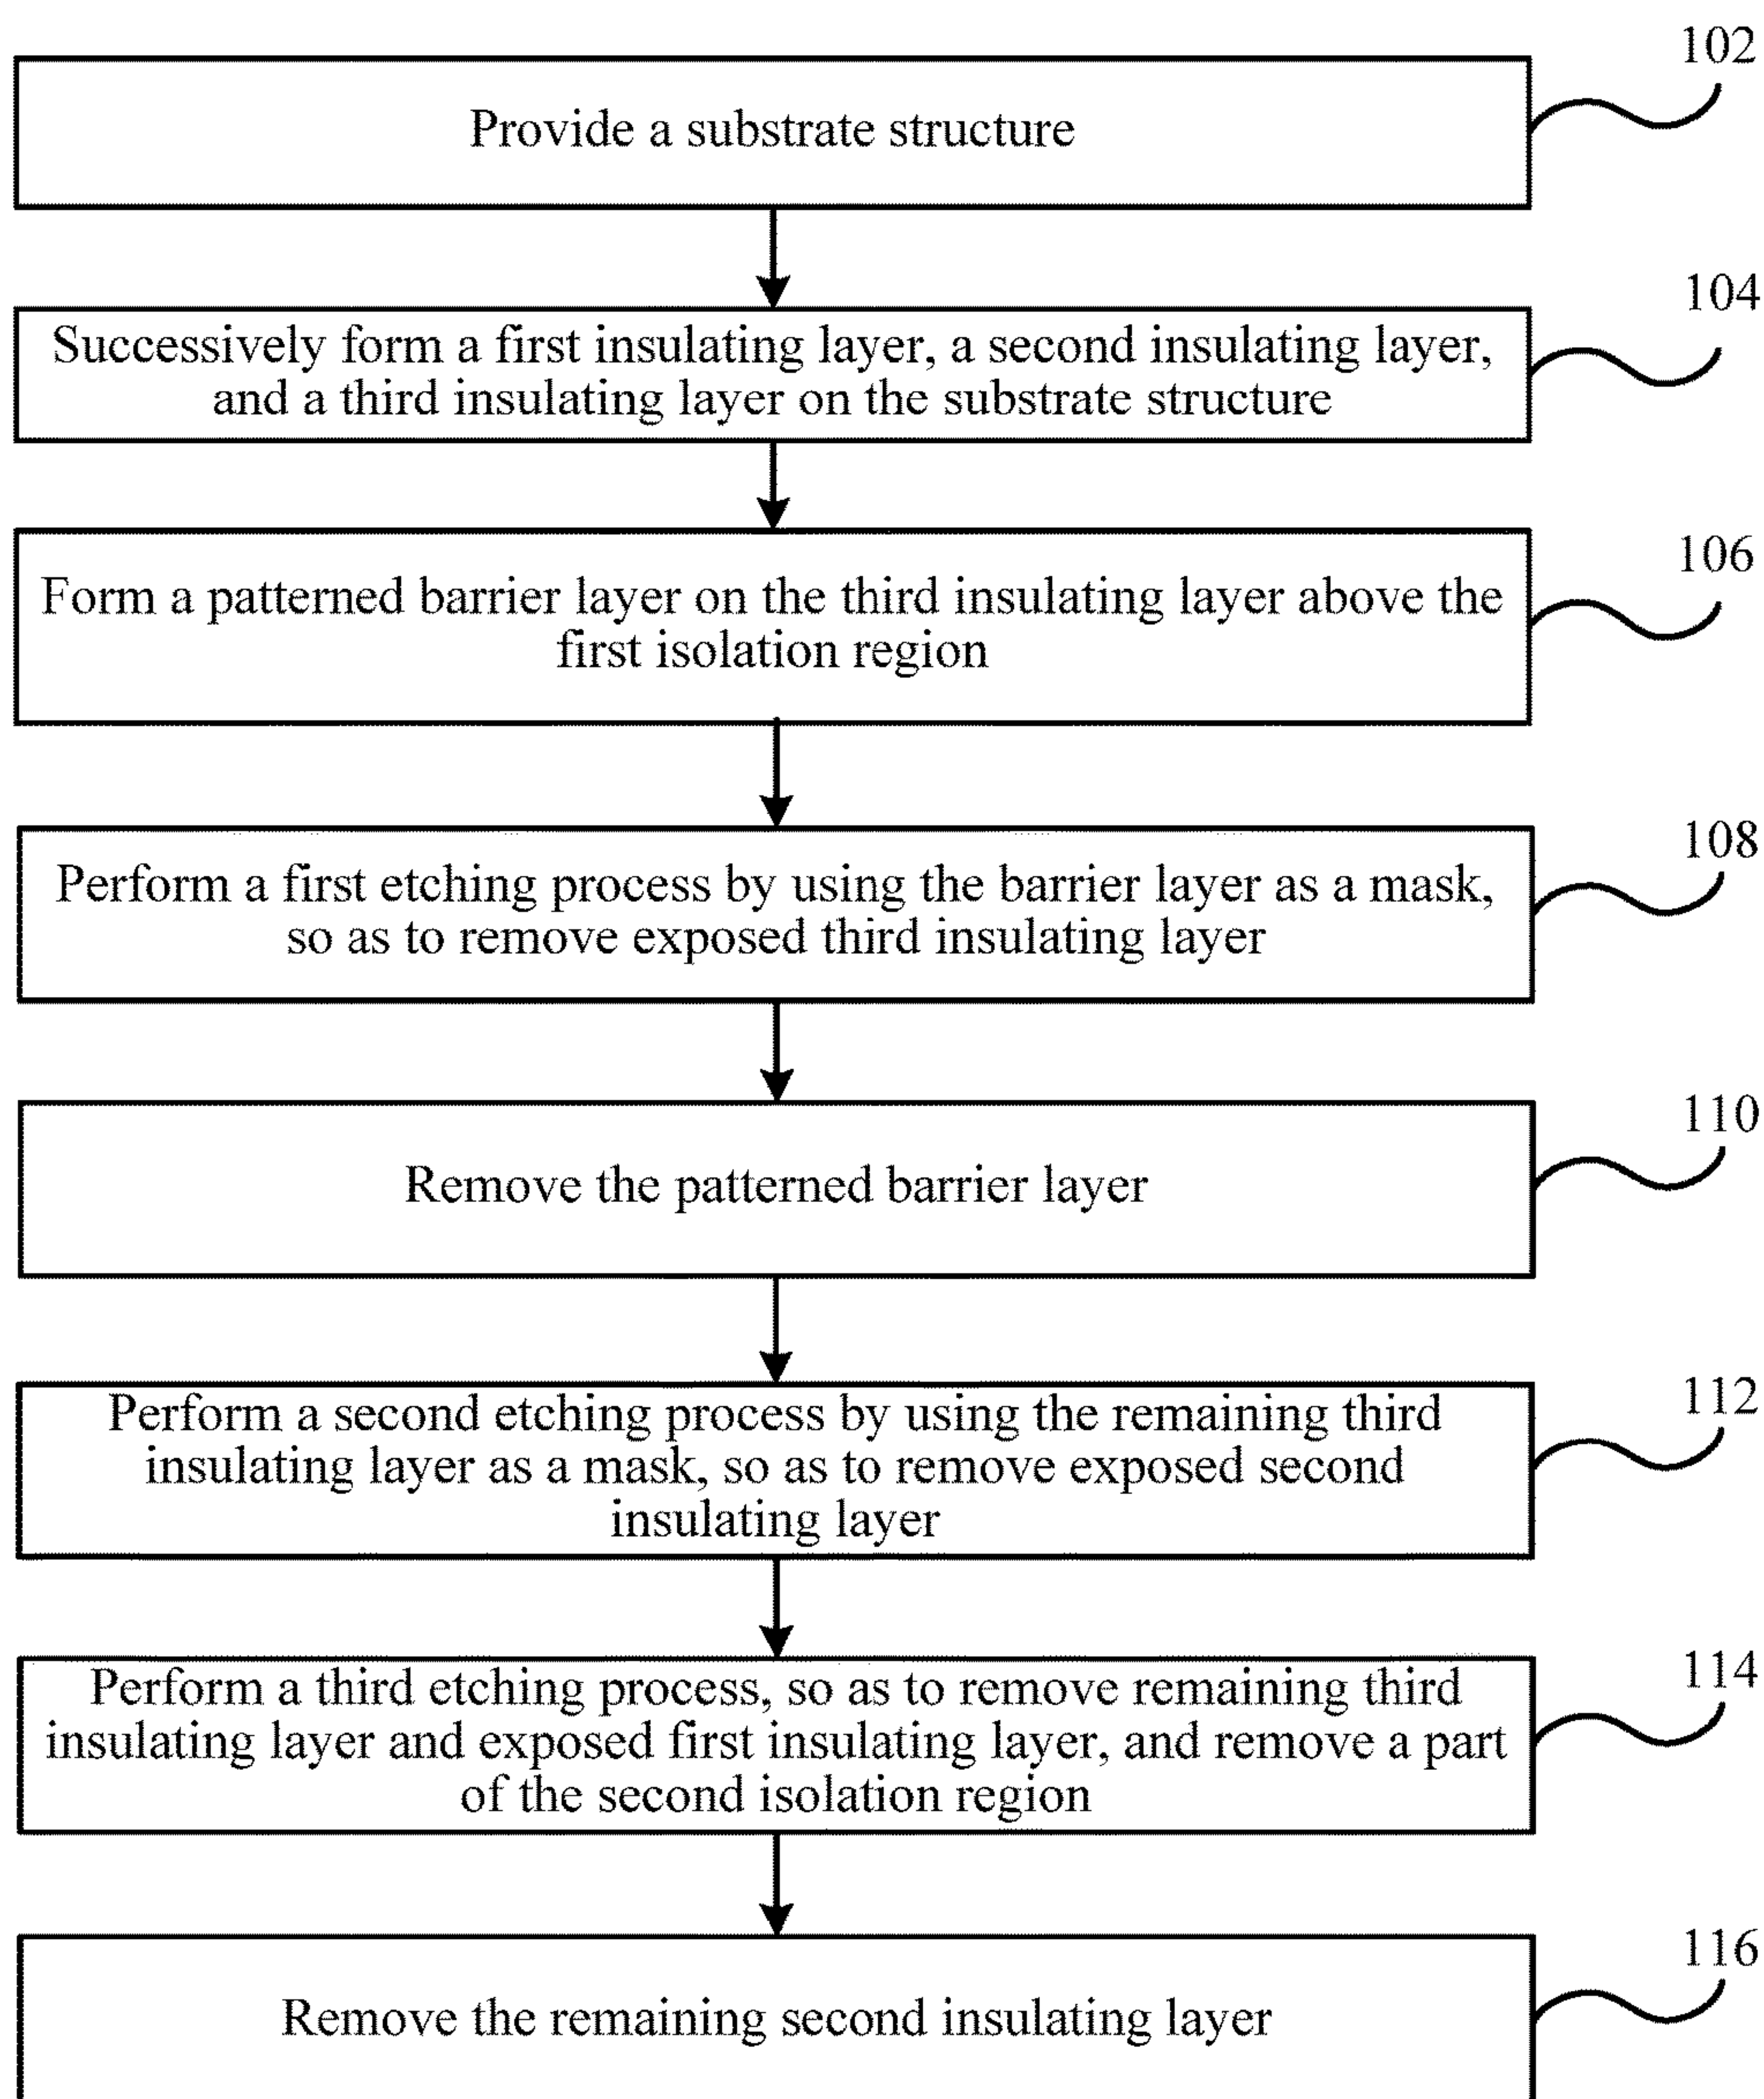 102
Provide a substrate structure
104
Successively form a first insulating layer, a second insulating layer,
and a third insulating layer on the substrate structure
106
Form a patterned barrier layer on the third insulating layer above the
first isolation region
108
Perform a first etching process by using the barrier layer as a mask,
so as to remove exposed third insulating layer
110
Remove the patterned barrier layer
112
Perform a second etching process by using the remaining third
insulating layer as a mask, so as to remove exposed second
insulating layer
114
Perform a third etching process, so as to remove remaining third
insulating layer and exposed first insulating layer, and remove a part
of the second isolation region
116
Remove the remaining second insulating layer